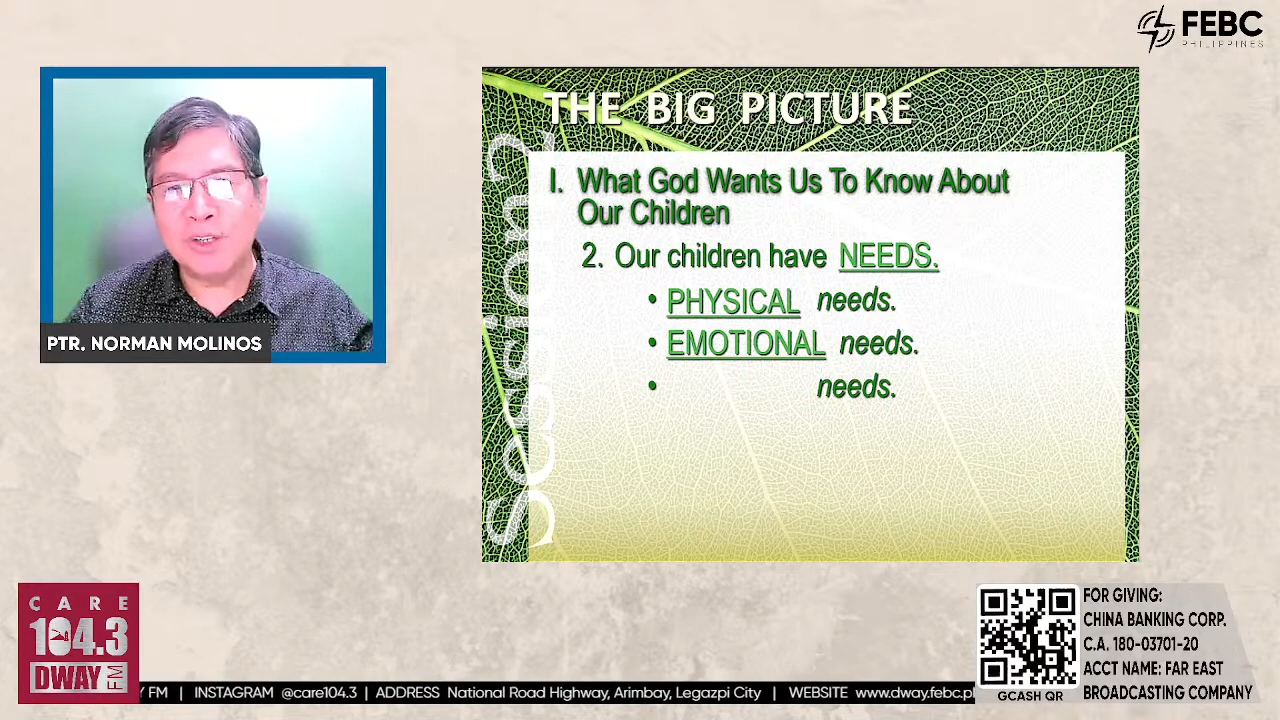 FEBC
PHILIPPINES
PTR. NORMAN MOLINOS
Session 2
THE BIG PICTURE
I. What God Wants Us To Know About
Our Children
2. Our children have NEEDS.
• PHYSICAL needs.
• EMOTIONAL needs.
• needs.
CARE
104.3
DWAY FM
FM | INSTAGRAM @care104.3 | ADDRESS National Road Highway, Arimbay, Legazpi City | WEBSITE www.dway.febc.p
GCASH QR
FOR GIVING:
CHINA BANKING CORP.
C.A. 180-03701-20
ACCT NAME: FAR EAST
BROADCASTING COMPANY